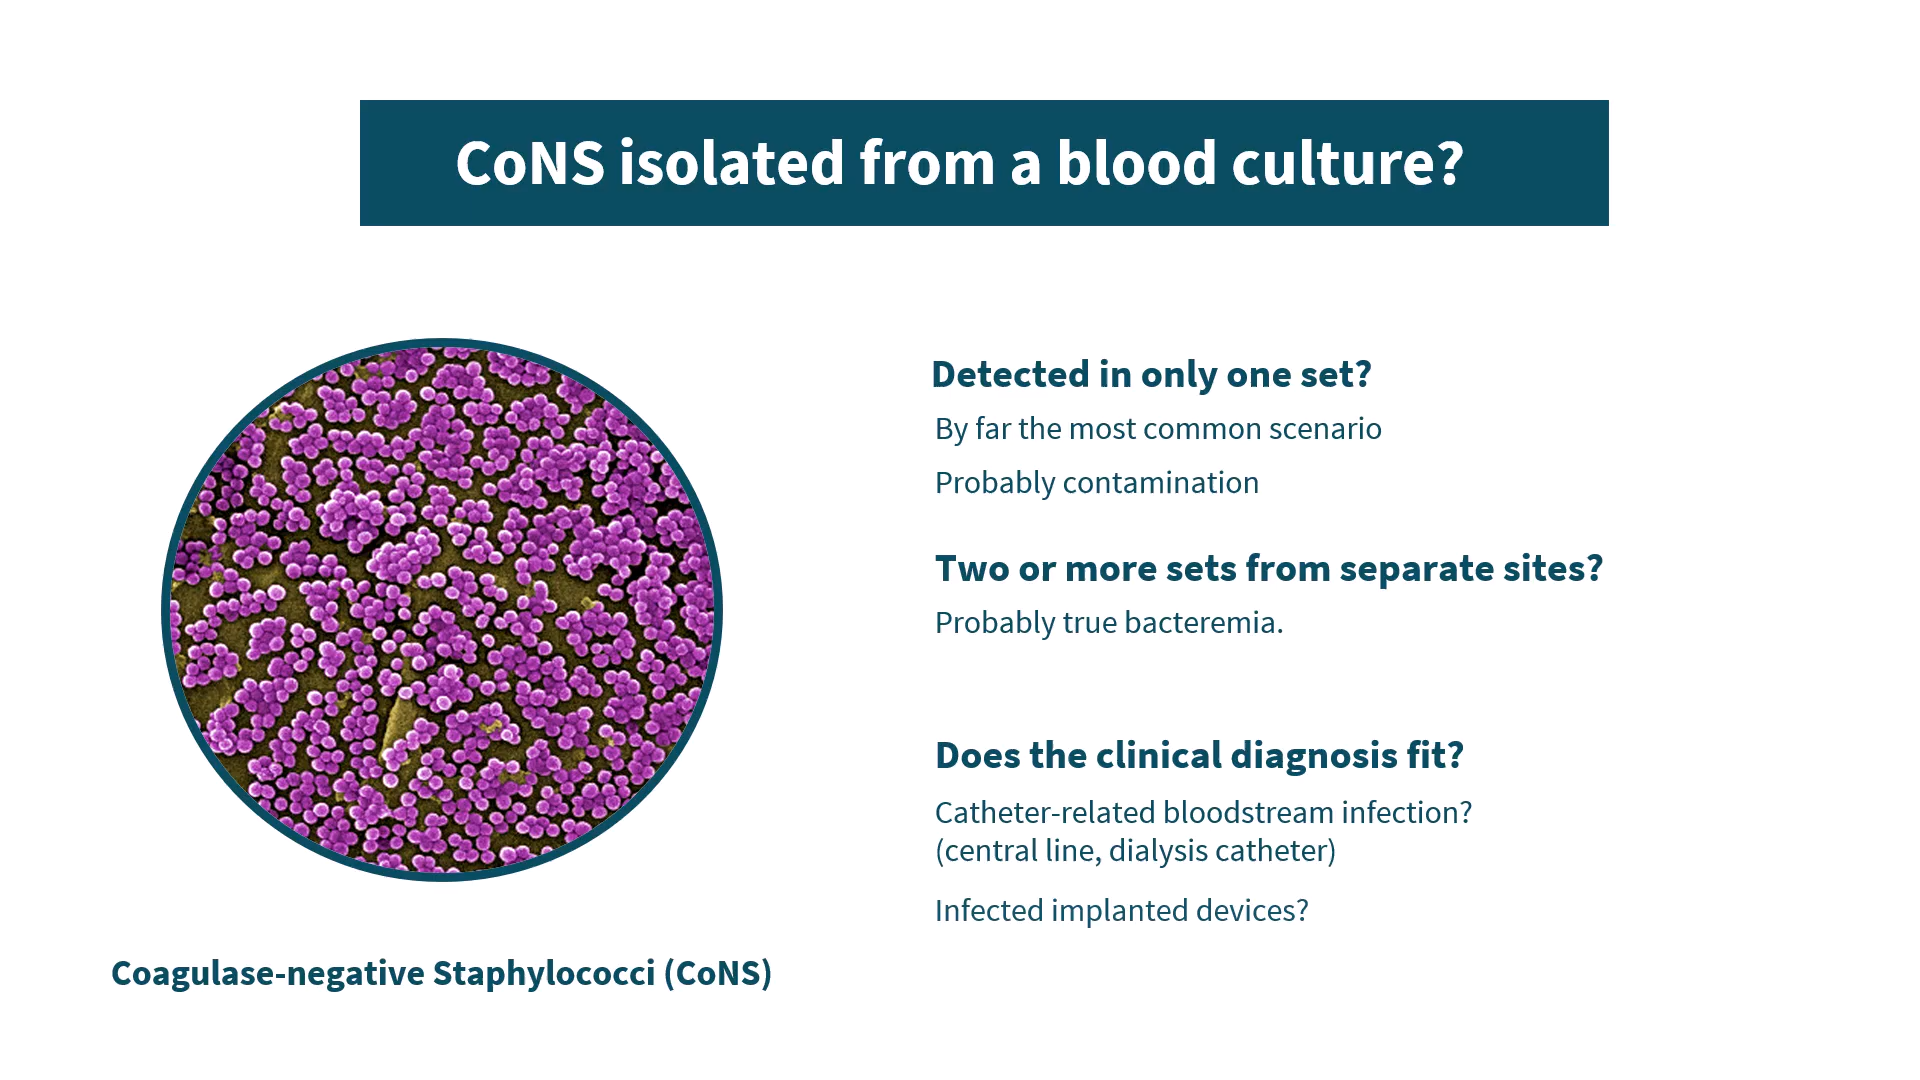 CoNS isolated from a blood culture?
Detected in only one set?
By far the most common scenario
Probably contamination
Two or more sets from separate sites?
Probably true bacteremia.
Does the clinical diagnosis fit?
Catheter-related bloodstream infection?
(central line, dialysis catheter)
Infected implanted devices?
Coagulase-negative Staphylococci (CoNS)